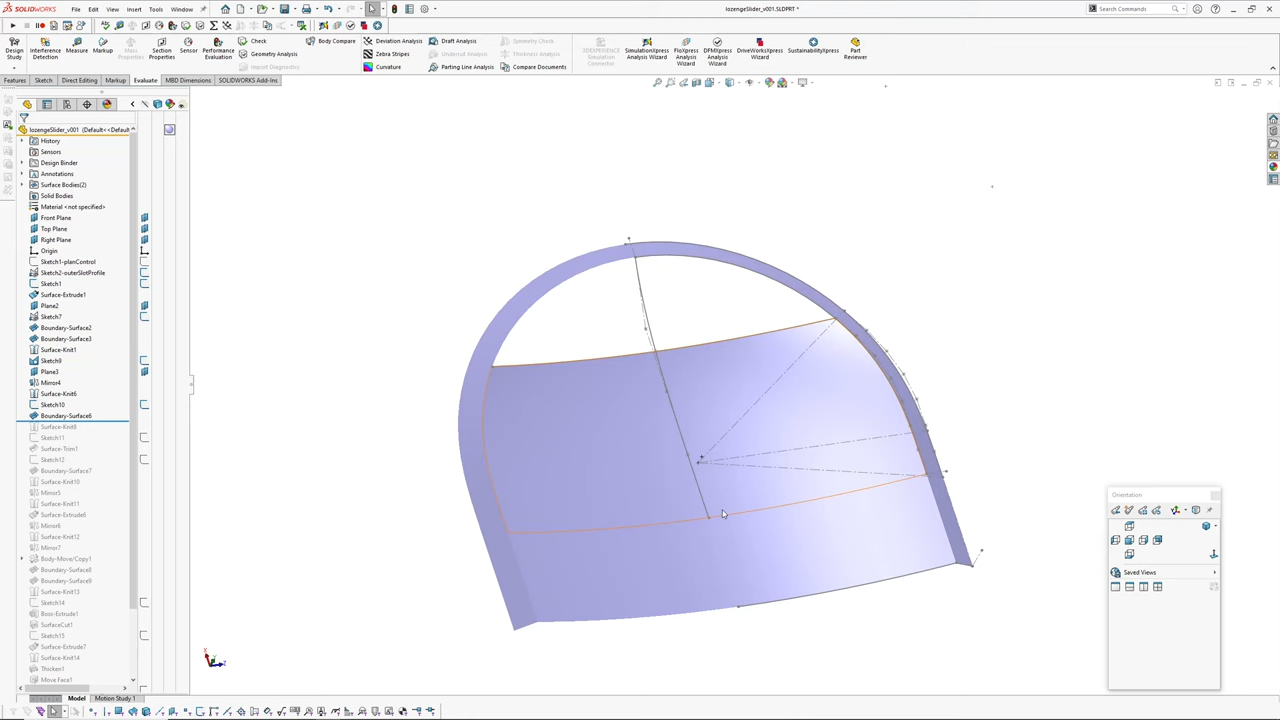 SOLIDWORKS File Edit View Insert Tools Window lozengeSlider_v001.SLDPRT * Search Commands
Design Study
Interference Detection
Measure
Markup
Mass Properties
Section Properties
Sensor
Performance Evaluation
Check
Geometry Analysis
Import Diagnostics
Body Compare
Deviation Analysis
Zebra Stripes
Curvature
Draft Analysis
Undercut Analysis
Parting Line Analysis
Symmetry Check
Thickness Analysis
Compare Documents
3DEXPERIENCE Simulation Connector
SimulationXpress Analysis Wizard
FloXpress Analysis Wizard
DFMXpress Analysis Wizard
DriveWorksXpress Wizard
SustainabilityXpress
Part Reviewer
Features Sketch Direct Editing Markup Evaluate MBD Dimensions SOLIDWORKS Add-Ins
lozengeSlider_v001 (Default<<Default
History
Sensors
Design Binder
Annotations
Surface Bodies(2)
Solid Bodies
Material <not specified>
Front Plane
Top Plane
Right Plane
Origin
Sketch1-planControl
Sketch2-outerSlotProfile
Sketch1
Surface-Extrude1
Plane2
Sketch7
Boundary-Surface2
Boundary-Surface3
Surface-Knit1
Sketch9
Plane3
Mirror4
Surface-Knit6
Sketch10
Boundary-Surface6
Surface-Knit8
Sketch11
Surface-Trim1
Sketch12
Boundary-Surface7
Surface-Knit10
Mirror5
Surface-Knit11
Surface-Extrude6
Mirror6
Surface-Knit12
Mirror7
Body-Move/Copy1
Boundary-Surface8
Boundary-Surface9
Surface-Knit13
Sketch14
Boss-Extrude1
SurfaceCut1
Sketch15
Surface-Extrude7
Surface-Knit14
Thicken1
Move Face1
Orientation
Saved Views
Model Motion Study 1